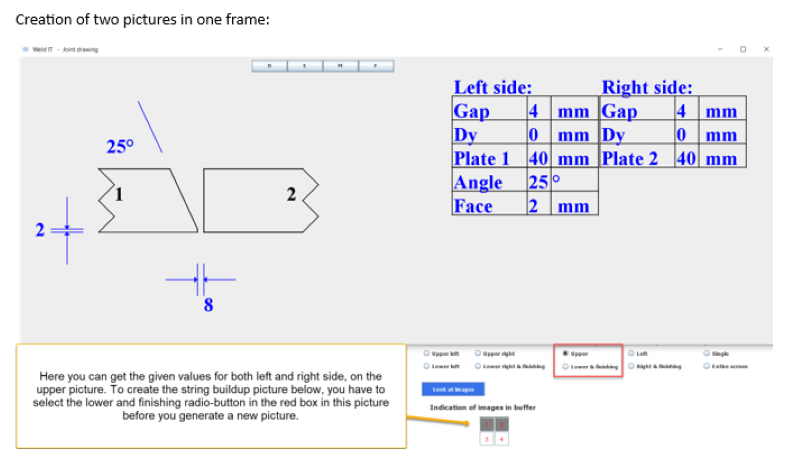 Creation of two pictures in one frame:
Weld IT - Joint drawing
D E M F
Left side: Right side:
Gap 4 mm Gap 4 mm
Dy 0 mm Dy 0 mm
Plate 1 40 mm Plate 2 40 mm
Angle 25°
Face 2 mm
25°
1 2
2
8
Upper left Upper right Upper Left Single
Lower left Lower right & finishing Lower & finishing Right & finishing Entire screen
Look at images
Indication of images in buffer
1 2
3 4
Here you can get the given values for both left and right side, on the
upper picture. To create the string buildup picture below, you have to
select the lower and finishing radio-button in the red box in this picture
before you generate a new picture.